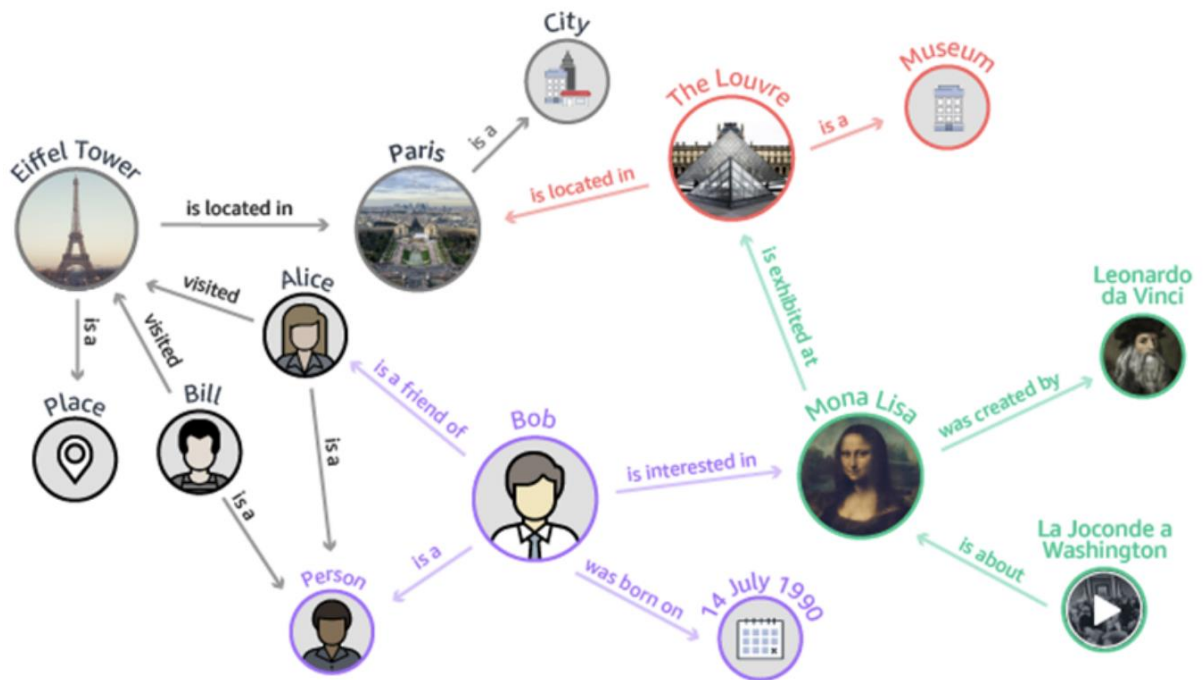 City
The Louvre
Museum
is a
is a
Eiffel Tower
Paris
is located in
is located in
visited
Alice
is exhibited at
Leonardo
da Vinci
is a
visited
Place
Bill
is a friend of
Bob
Mona Lisa
was created by
is a
is interested in
is a
La Joconde a
Washington
is about
Person
is a
was born on
14 July 1990